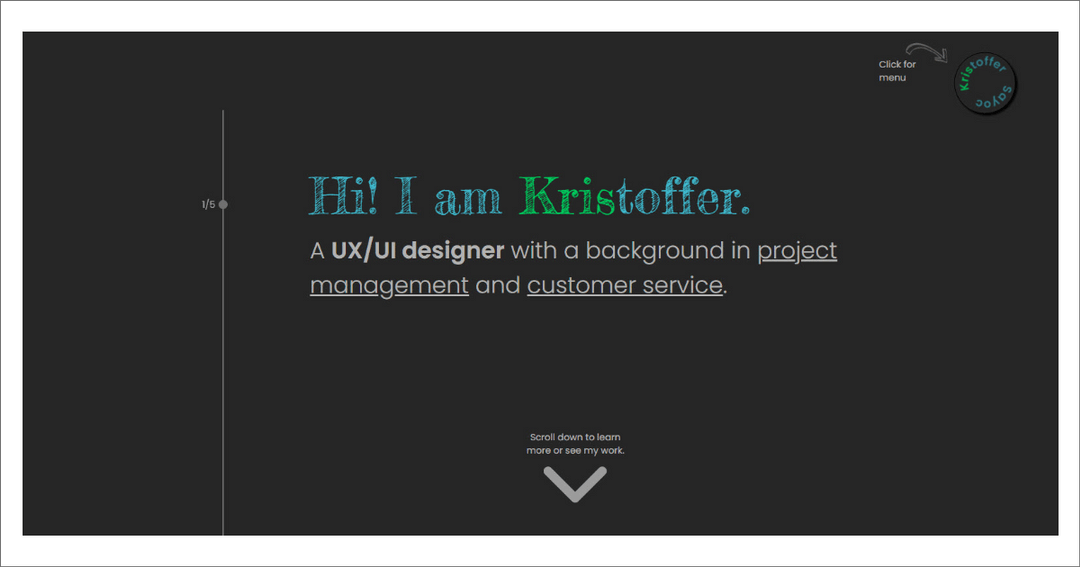 Click for
menu
Kristoffer sayoc
1/5
Hi! I am Kristoffer.
A UX/UI designer with a background in project
management and customer service.
Scroll down to learn
more or see my work.